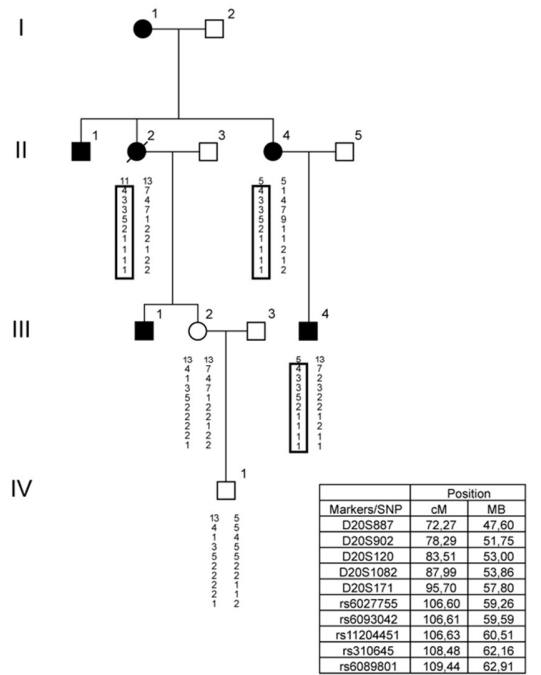 I
1 2
II
1 2 3 4 5
11 13 5 5
4 7 4 1
3 4 3 4
3 7 3 7
5 1 5 9
2 2 2 1
1 2 1 1
1 1 1 2
1 2 1 1
1 2 1 2
III
1 2 3 4
13 13 5 13
4 7 4 7
1 4 3 2
3 7 3 3
5 1 5 2
2 2 2 2
2 2 1 1
2 1 1 2
2 2 1 1
1 2 1 1
IV
1
13 5
4 5
1 4
3 5
5 5
2 2
2 2
2 1
2 1
1 2
Position
Markers/SNP cM MB
D20S887 72,27 47,60
D20S902 78,29 51,75
D20S120 83,51 53,00
D20S1082 87,99 53,86
D20S171 95,70 57,80
rs6027755 106,60 59,26
rs6093042 106,61 59,59
rs11204451 106,63 60,51
rs310645 108,48 62,16
rs6089801 109,44 62,91